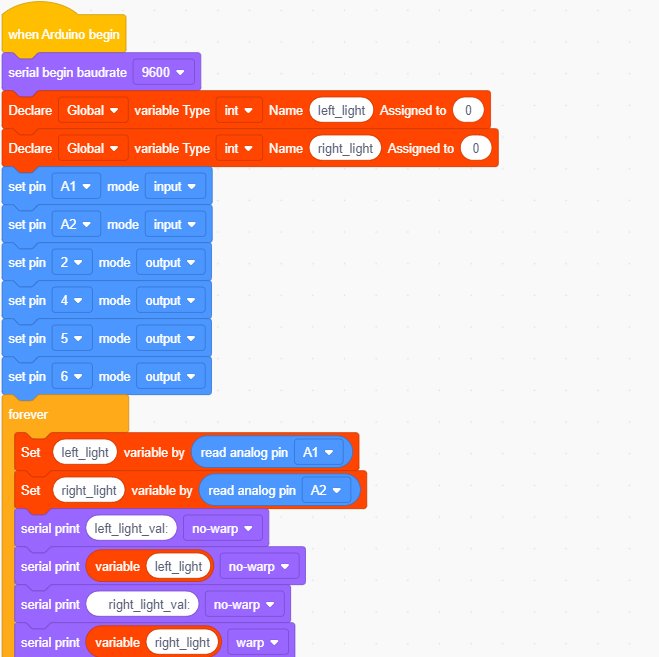 when Arduino begin
serial begin baudrate 9600
Declare Global variable Type int Name left_light Assigned to 0
Declare Global variable Type int Name right_light Assigned to 0
set pin A1 mode input
set pin A2 mode input
set pin 2 mode output
set pin 4 mode output
set pin 5 mode output
set pin 6 mode output
forever
Set left_light variable by read analog pin A1
Set right_light variable by read analog pin A2
serial print left_light_val: no-warp
serial print variable left_light no-warp
serial print right_light_val: no-warp
serial print variable right_light warp